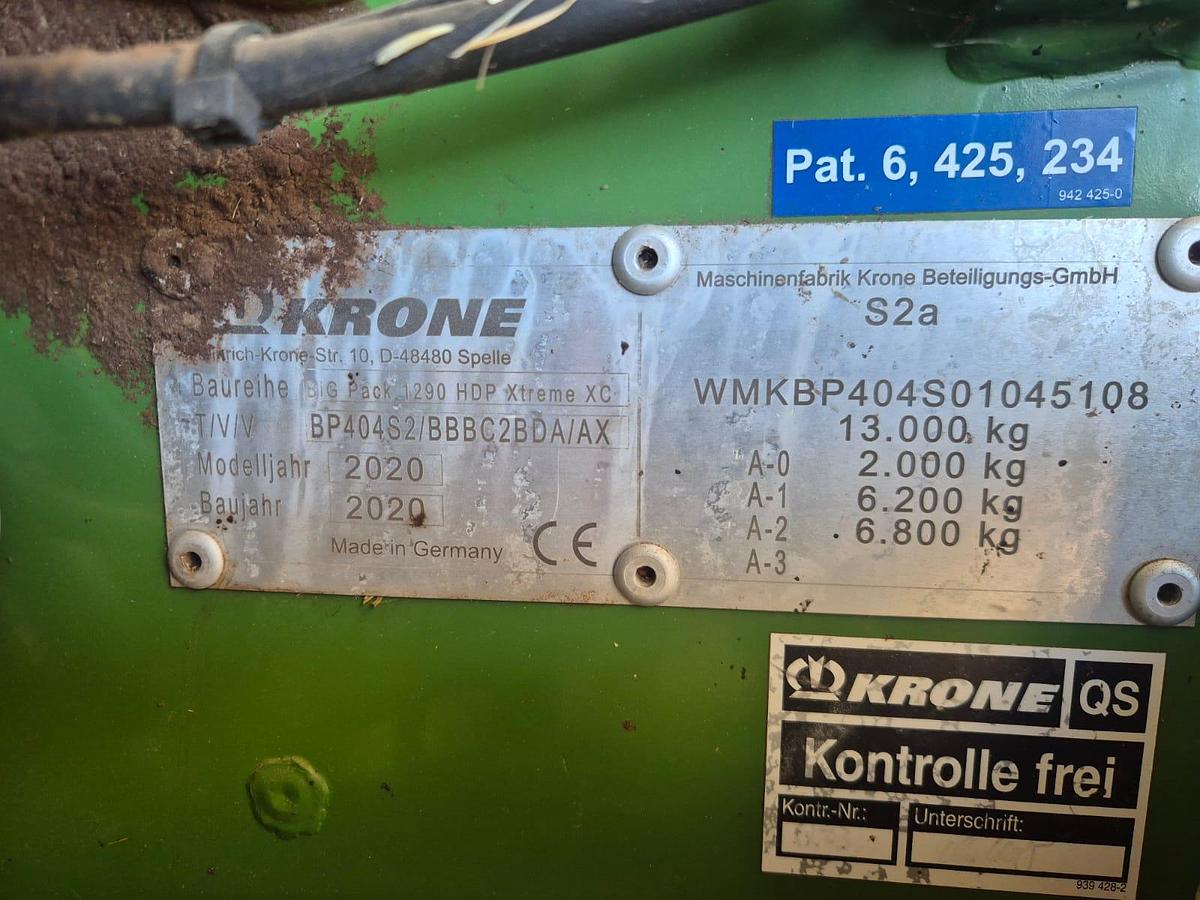 Pat. 6, 425, 234
942 425-0
KRONE
inrich-Krone-Str. 10, D-48480 Spelle
Baureihe BiG Pack 1290 HDP Xtreme XC
T/V/V BP404S2/BBBC2BDA/AX
Modelljahr 2020
Baujahr 2020
Made in Germany CE
Maschinenfabrik Krone Beteiligungs-GmbH
S2a
WMKBP404S01045108
13.000 kg
A-0 2.000 kg
A-1 6.200 kg
A-2 6.800 kg
A-3
KRONE QS
Kontrolle frei
Kontr.-Nr.: Unterschrift:
939 428-2